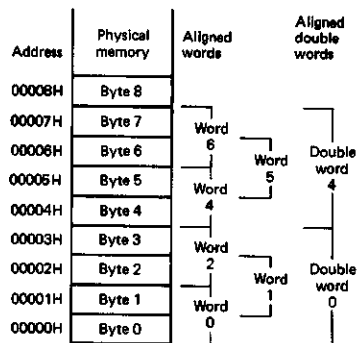 Address
Physical
memory
Aligned
words
Aligned
double
words
00008H Byte 8
00007H Byte 7
00006H Byte 6
00005H Byte 5
00004H Byte 4
00003H Byte 3
00002H Byte 2
00001H Byte 1
00000H Byte 0
Word
6
Word
5
Word
4
Word
2
Word
1
Word
0
Double
word
4
Double
word
0